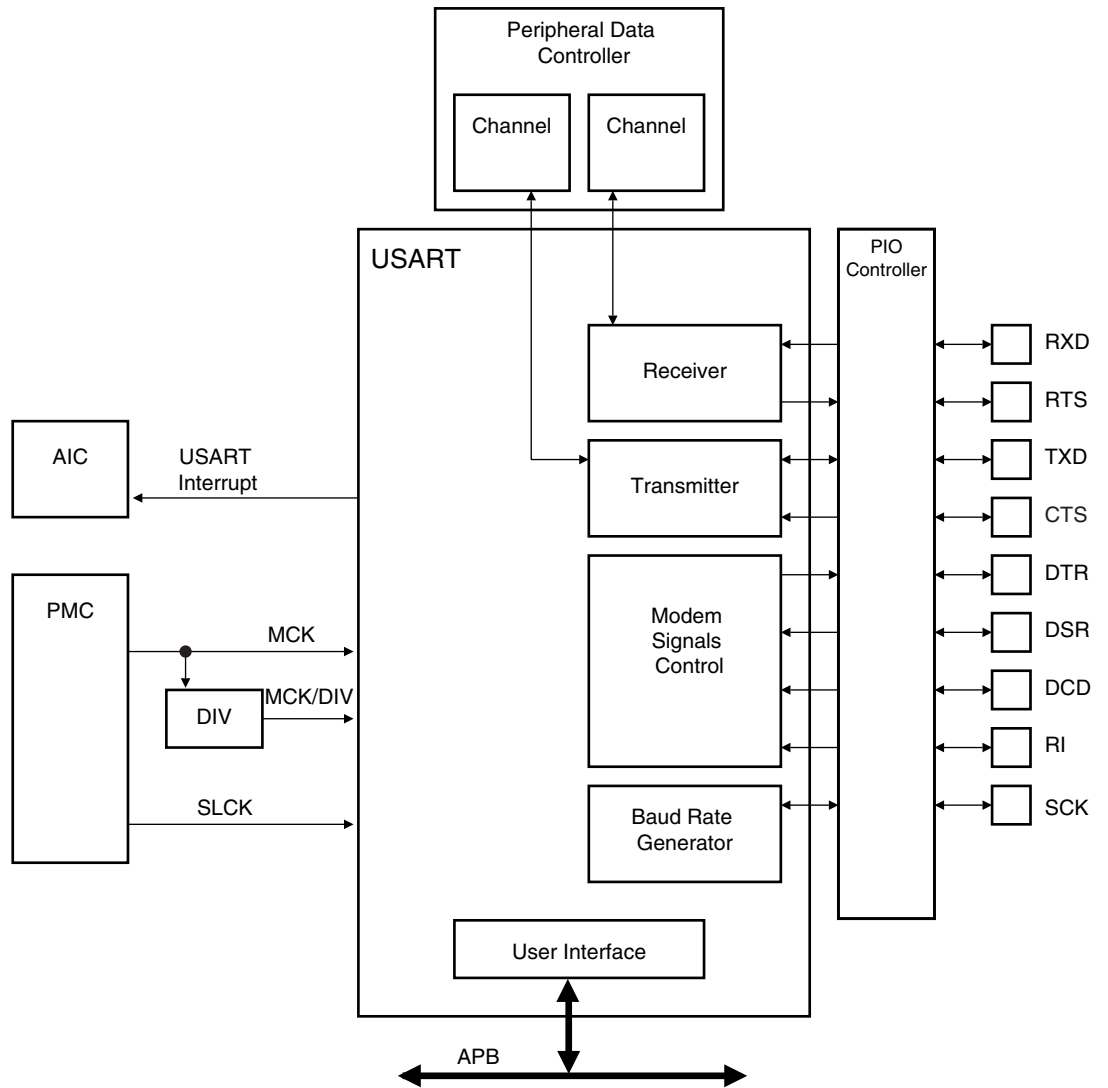 Peripheral Data
Controller
Channel
Channel
USART
PIO
Controller
Receiver
RXD
RTS
AIC
USART
Interrupt
Transmitter
TXD
CTS
PMC
MCK
DIV
MCK/DIV
SLCK
Modem
Signals
Control
DTR
DSR
DCD
RI
Baud Rate
Generator
SCK
User Interface
APB